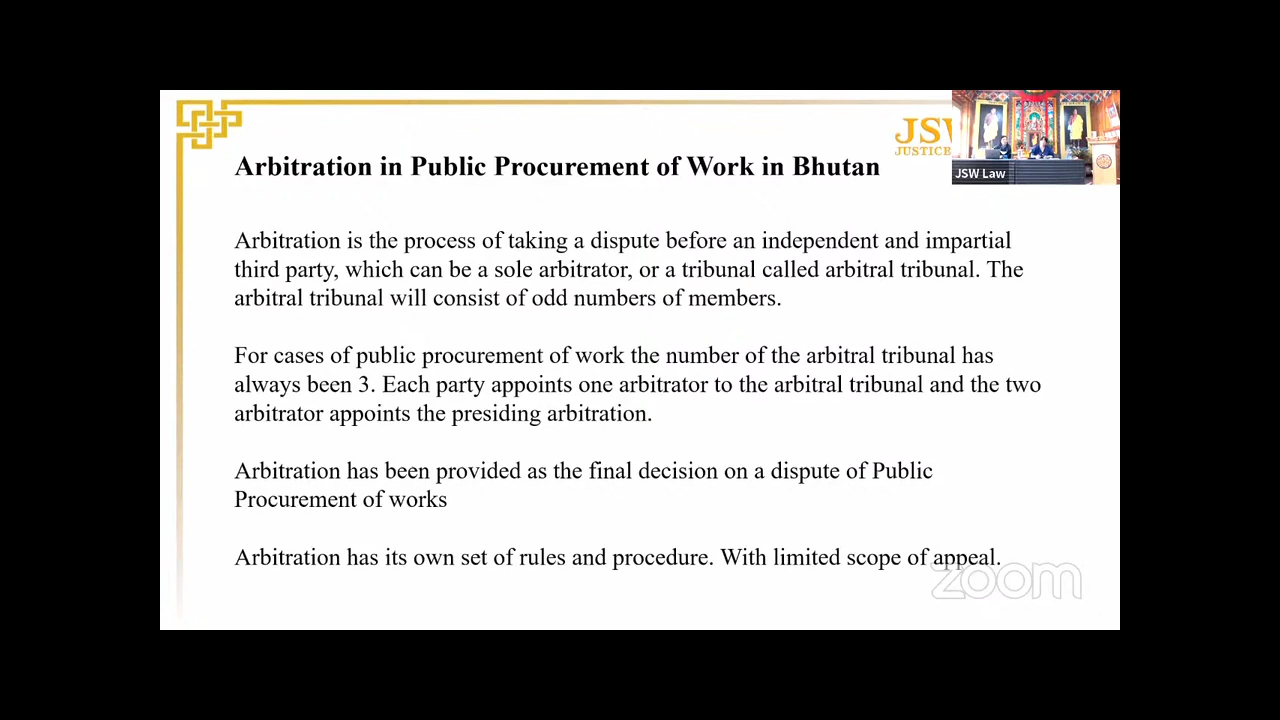 JSW
JUSTICE
JSW Law
Arbitration in Public Procurement of Work in Bhutan
Arbitration is the process of taking a dispute before an independent and impartial
third party, which can be a sole arbitrator, or a tribunal called arbitral tribunal. The
arbitral tribunal will consist of odd numbers of members.
For cases of public procurement of work the number of the arbitral tribunal has
always been 3. Each party appoints one arbitrator to the arbitral tribunal and the two
arbitrator appoints the presiding arbitration.
Arbitration has been provided as the final decision on a dispute of Public
Procurement of works
Arbitration has its own set of rules and procedure. With limited scope of appeal.
zoom